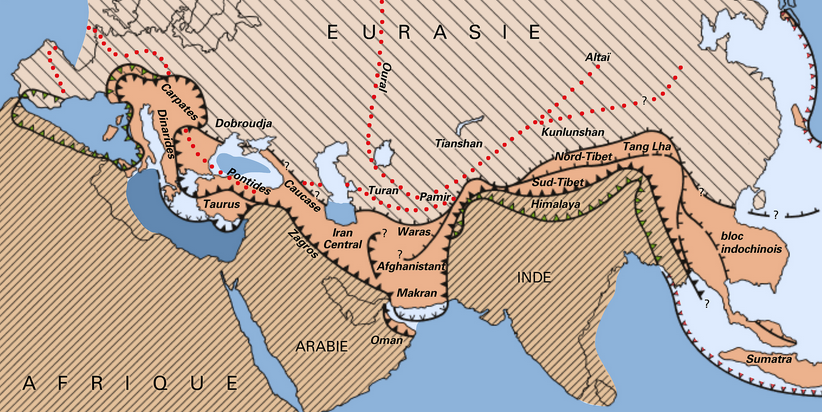 EURASIE
Altaï
Oural
?
Carpates
Dobroudja
Dinarides
Kunlunshan
Tianshan
Nord-Tibet
Tang Lha
?
Pontides
Caucase
?
Turan
Pamir
Sud-Tibet
?
Taurus
Himalaya
?
Iran
Central
?
Waras
Zagros
?
Afghanistan
bloc
indochinois
INDE
Makran
?
Oman
ARABIE
Sumatra
AFRIQUE